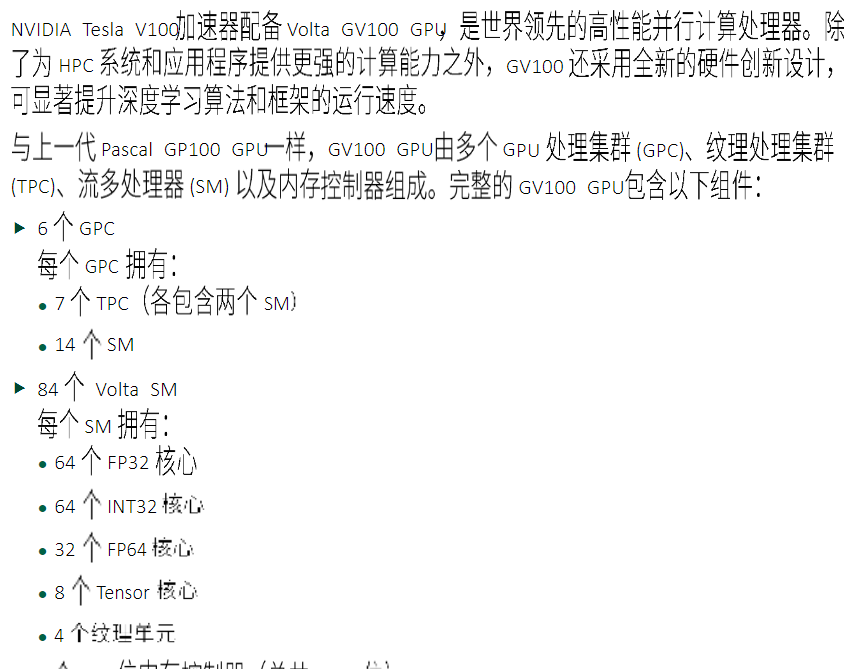 NVIDIA Tesla V100加速器配备 Volta GV100 GPU，是世界领先的高性能并行计算处理器。除
了为 HPC 系统和应用程序提供更强的计算能力之外，GV100 还采用全新的硬件创新设计，
可显著提升深度学习算法和框架的运行速度。
与上一代 Pascal GP100 GPU一样，GV100 GPU由多个 GPU 处理集群 (GPC)、纹理处理集群
(TPC)、流多处理器 (SM) 以及内存控制器组成。完整的 GV100 GPU包含以下组件：
▶ 6 个 GPC
每个 GPC 拥有：
• 7 个 TPC（各包含两个 SM）
• 14 个 SM
▶ 84 个 Volta SM
每个 SM 拥有：
• 64 个 FP32 核心
• 64 个 INT32 核心
• 32 个 FP64 核心
• 8 个 Tensor 核心
• 4 个纹理单元
位内存控制器